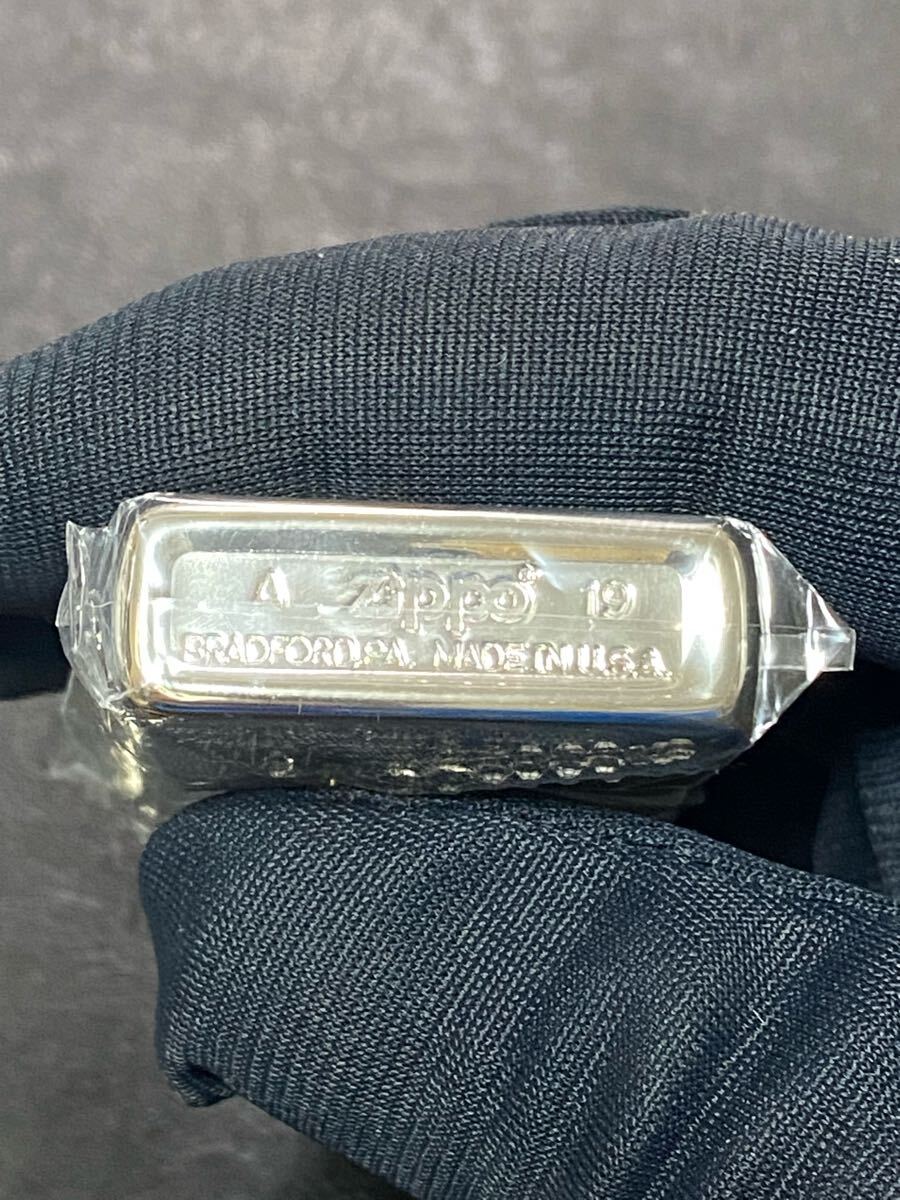 A Zippo® 19
BRADFORD, PA. MADE IN U.S.A.